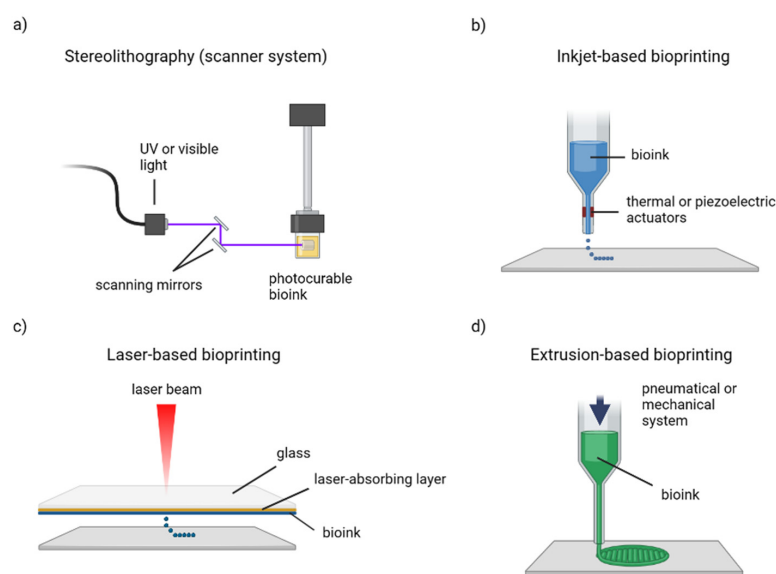 a)
Stereolithography (scanner system)
UV or visible
light
scanning mirrors
photocurable
bioink
b)
Inkjet-based bioprinting
bioink
thermal or piezoelectric
actuators
c)
Laser-based bioprinting
laser beam
glass
laser-absorbing layer
bioink
d)
Extrusion-based bioprinting
pneumatical or
mechanical
system
bioink